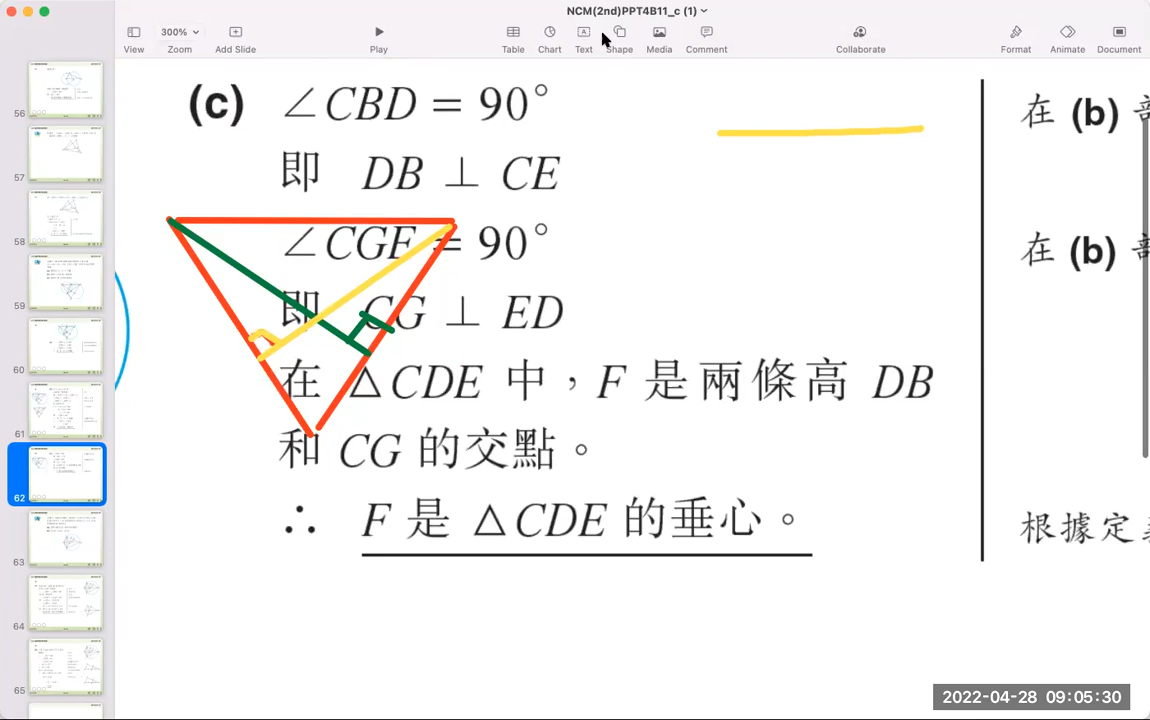 NCM(2nd)PPT4B11_c (1)
300%
View Zoom Add Slide Play Table Chart Text Shape Media Comment Collaborate Format Animate Document
56
57
58
59
60
61
62
63
64
65
(c) ∠CBD = 90°
即 DB ⊥ CE
∠CGE = 90°
即 CG ⊥ ED
在 △CDE 中，F 是兩條高 DB
和 CG 的交點。
∴ F 是 △CDE 的垂心。
在 (b) 部
在 (b) 部
根據定義
2022-04-28 09:05:30